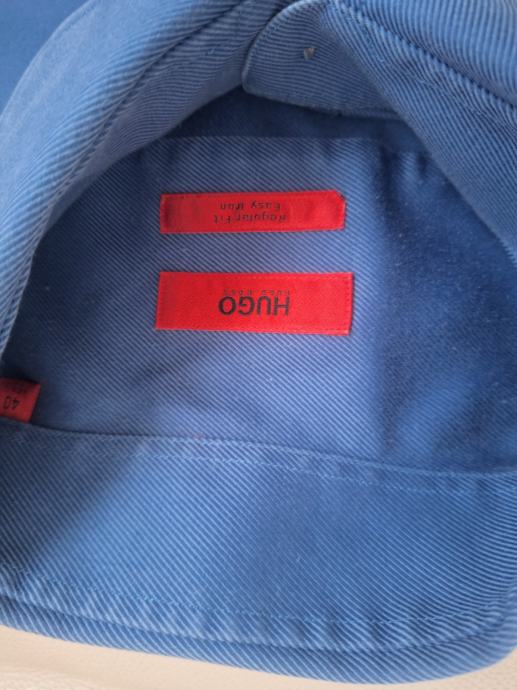 40
HUGO
HUGO BOSS
Regular Fit
Easy Iron